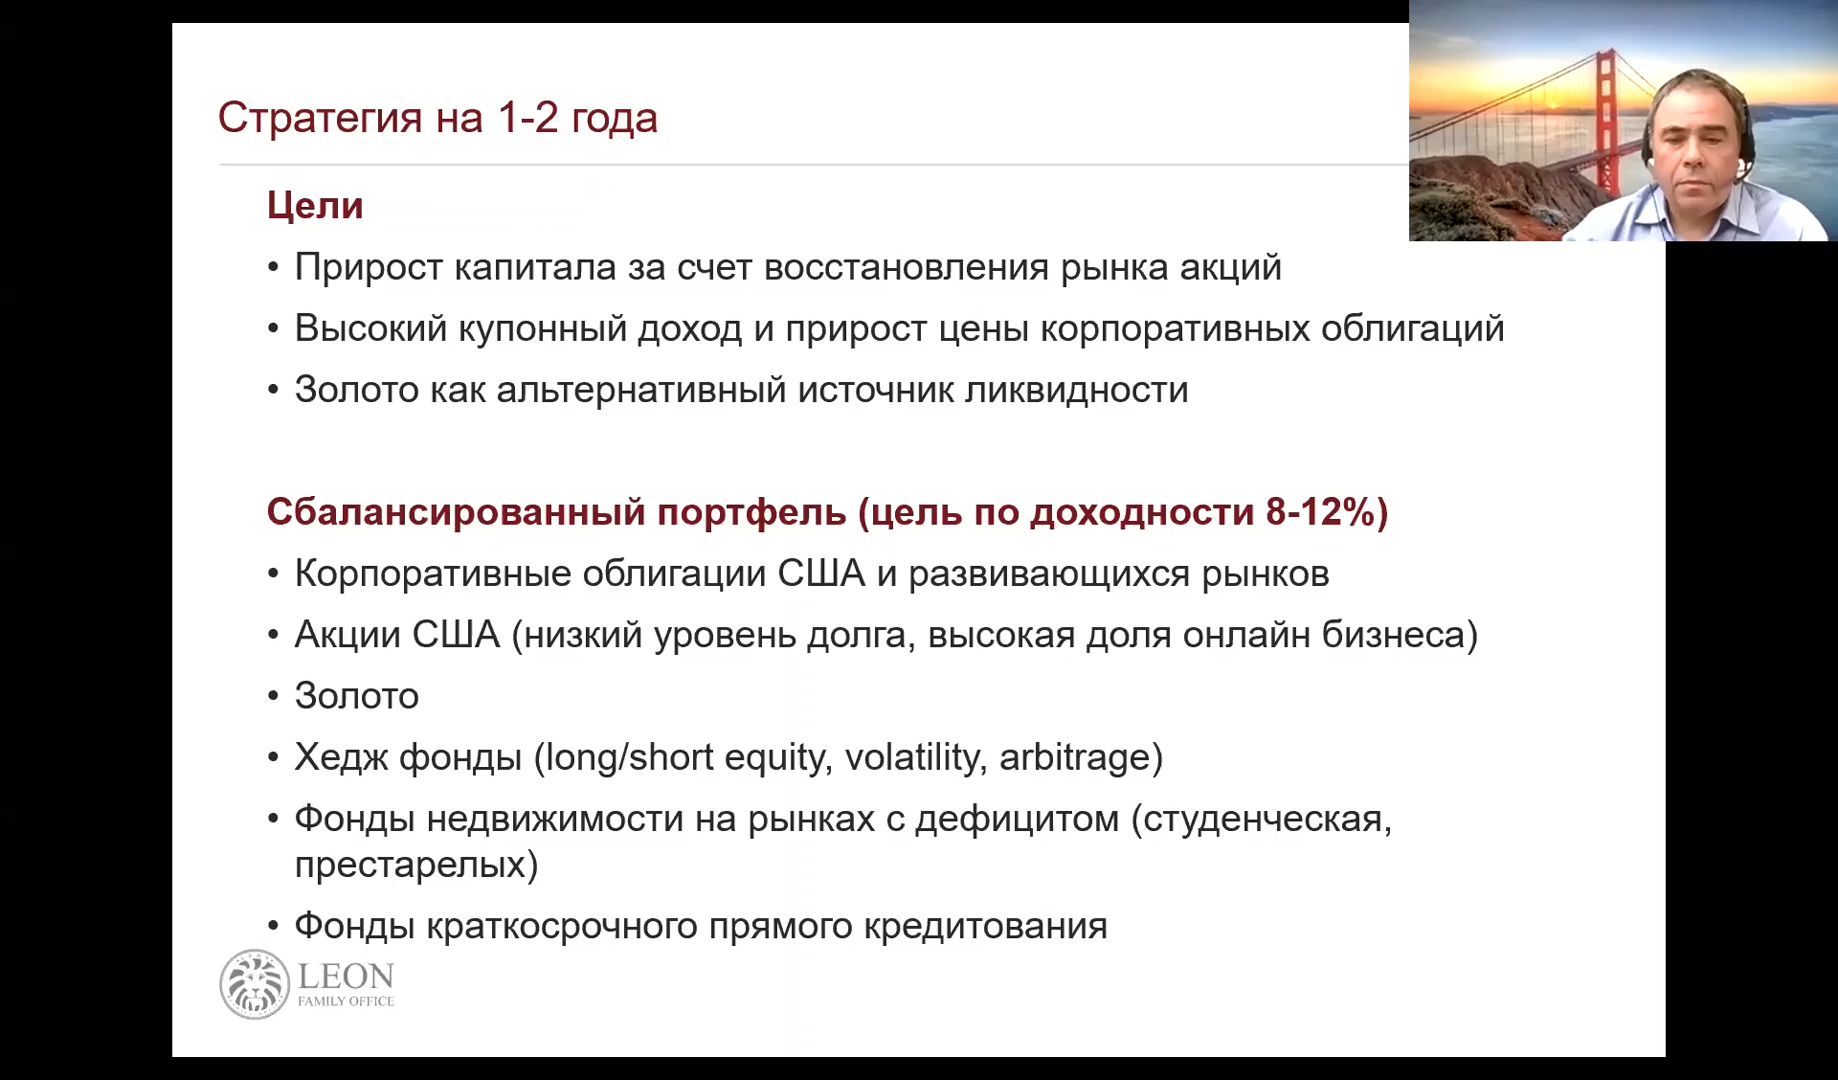 Стратегия на 1-2 года
Цели
• Прирост капитала за счет восстановления рынка акций
• Высокий купонный доход и прирост цены корпоративных облигаций
• Золото как альтернативный источник ликвидности
Сбалансированный портфель (цель по доходности 8-12%)
• Корпоративные облигации США и развивающихся рынков
• Акции США (низкий уровень долга, высокая доля онлайн бизнеса)
• Золото
• Хедж фонды (long/short equity, volatility, arbitrage)
• Фонды недвижимости на рынках с дефицитом (студенческая,
престарелых)
• Фонды краткосрочного прямого кредитования
LEON
FAMILY OFFICE